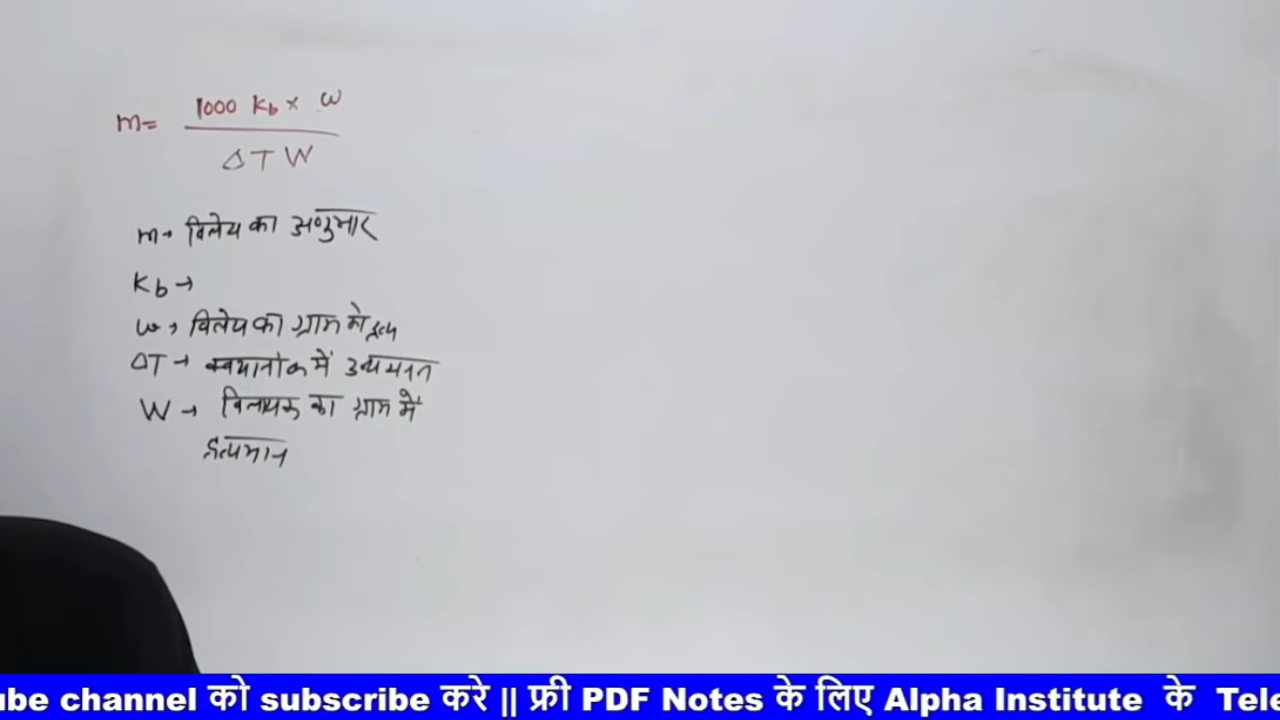 m= 1000 Kb × w
ΔT W
m → विलेय का अणुभार
Kb →
w → विलेय का ग्राम में द्रव्य
ΔT → क्वथनांक में उन्नयन
W → विलायक का ग्राम में
द्रव्यमान
ube channel को subscribe करे || फ्री PDF Notes के लिए Alpha Institute के Tele